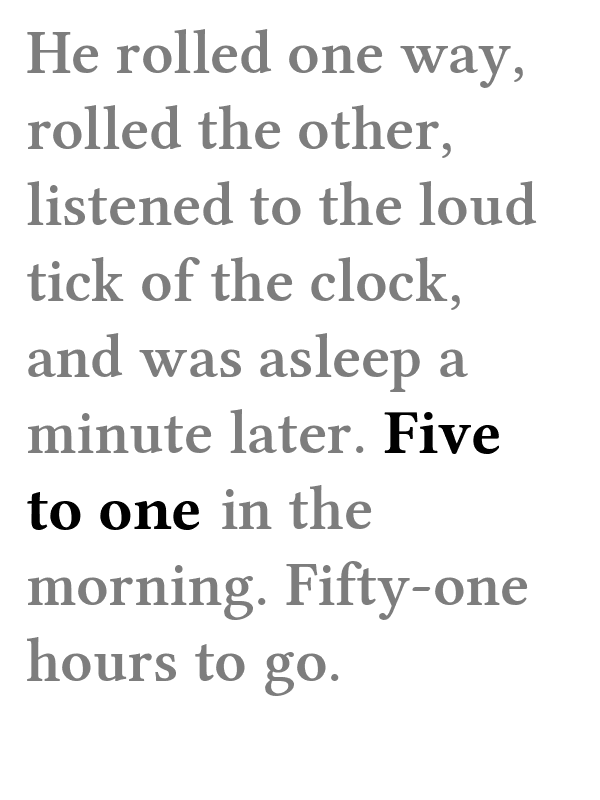 He rolled one way,
rolled the other,
listened to the loud
tick of the clock,
and was asleep a
minute later. Five
to one in the
morning. Fifty-one
hours to go.